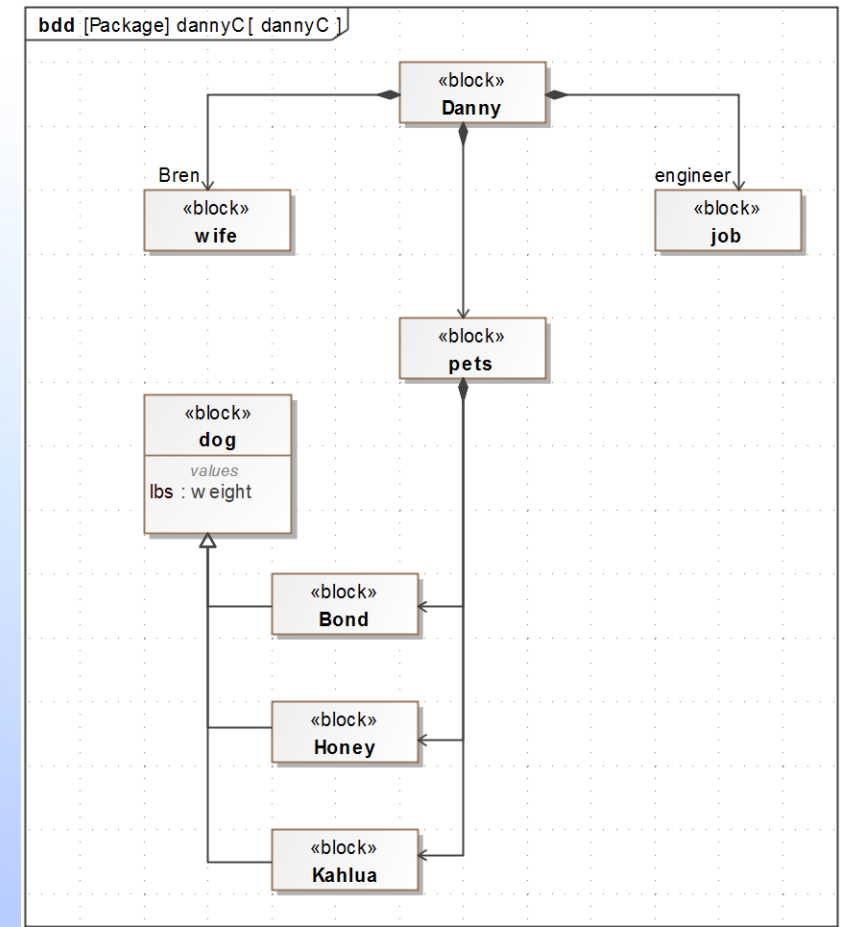 bdd [Package] dannyC[ dannyC ]
«block»
Danny
Bren
engineer
«block»
wife
«block»
job
«block»
pets
«block»
dog
values
lbs : weight
«block»
Bond
«block»
Honey
«block»
Kahlua